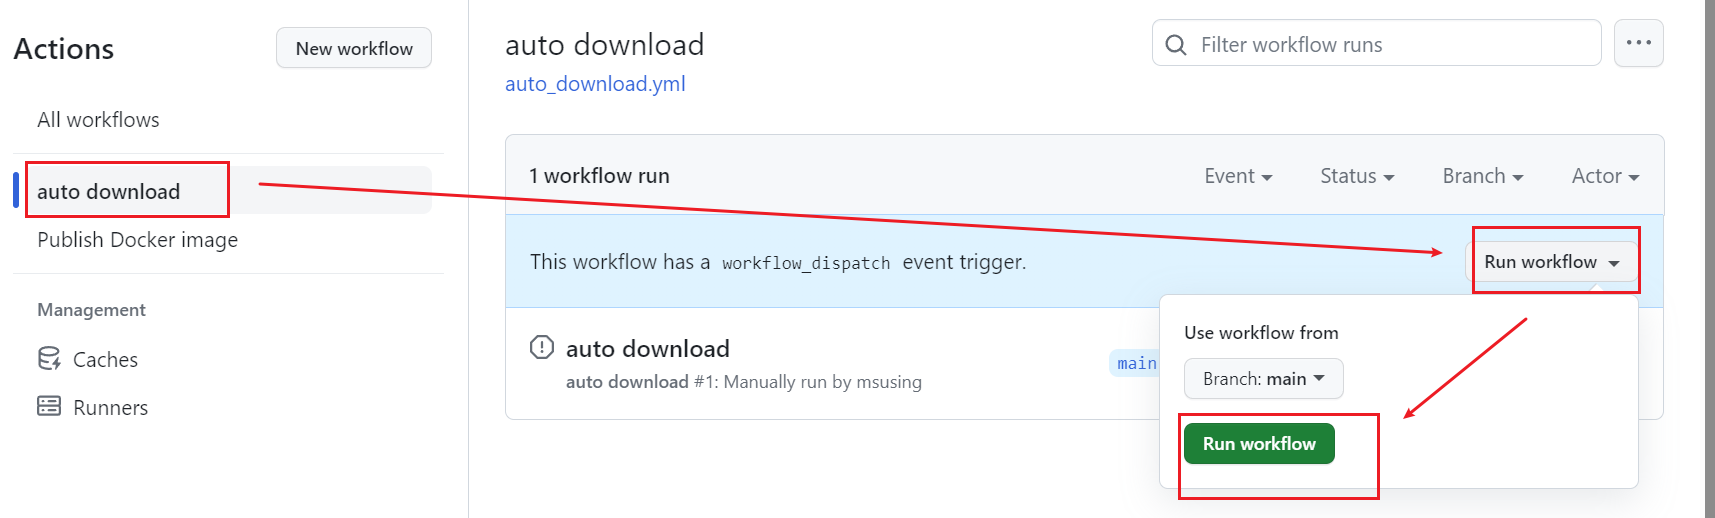 Actions
New workflow
All workflows
auto download
Publish Docker image
Management
Caches
Runners
auto download
auto_download.yml
Filter workflow runs
1 workflow run
Event
Status
Branch
Actor
This workflow has a workflow_dispatch event trigger.
Run workflow
auto download
auto download #1: Manually run by msusing
main
Use workflow from
Branch: main
Run workflow